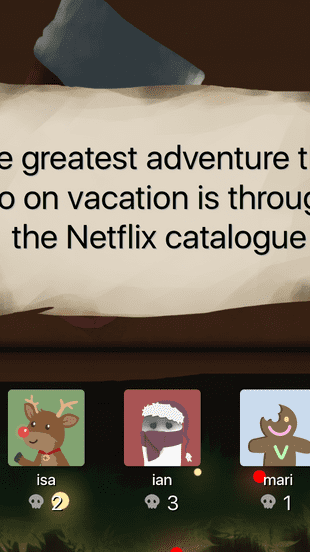 e greatest adventure t
o on vacation is throug
the Netflix catalogue
isa
ian
mari
2
3
1